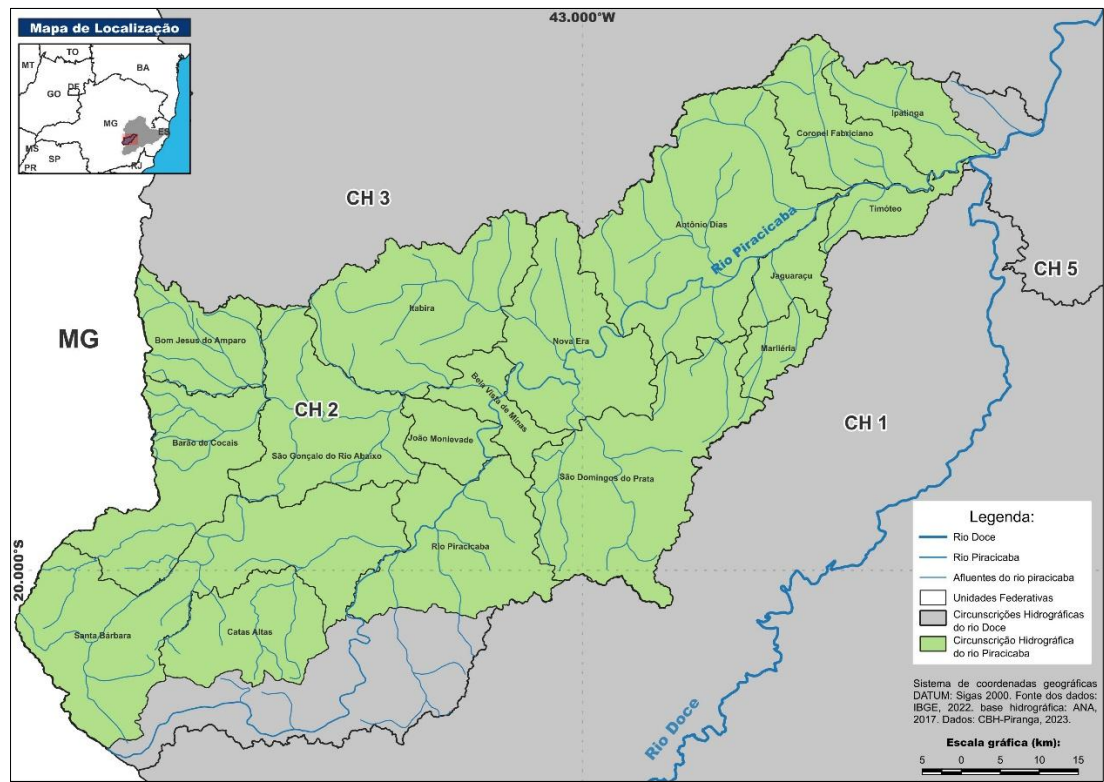 Mapa de Localização
MT
TO
BA
GO
DF
MG
ES
MS
SP
PR
RJ
43.000°W
20.000°S
MG
CH 3
CH 2
CH 1
CH 5
Ipatinga
Coronel Fabriciano
Timóteo
Antônio Dias
Rio Piracicaba
Jaguaraçu
Marliéria
Itabira
Nova Era
Bom Jesus do Amparo
Bela Vista de Minas
Barão de Cocais
João Monlevade
São Gonçalo do Rio Abaixo
São Domingos do Prata
Rio Piracicaba
Santa Bárbara
Catas Altas
Rio Doce
Legenda:
Rio Doce
Rio Piracicaba
Afluentes do rio piracicaba
Unidades Federativas
Circunscrições Hidrográficas
do rio Doce
Circunscrição Hidrográfica
do rio Piracicaba
Sistema de coordenadas geográficas
DATUM: Sigas 2000. Fonte dos dados:
IBGE, 2022. base hidrográfica: ANA,
2017. Dados: CBH-Piranga, 2023.
Escala gráfica (km):
5 0 5 10 15